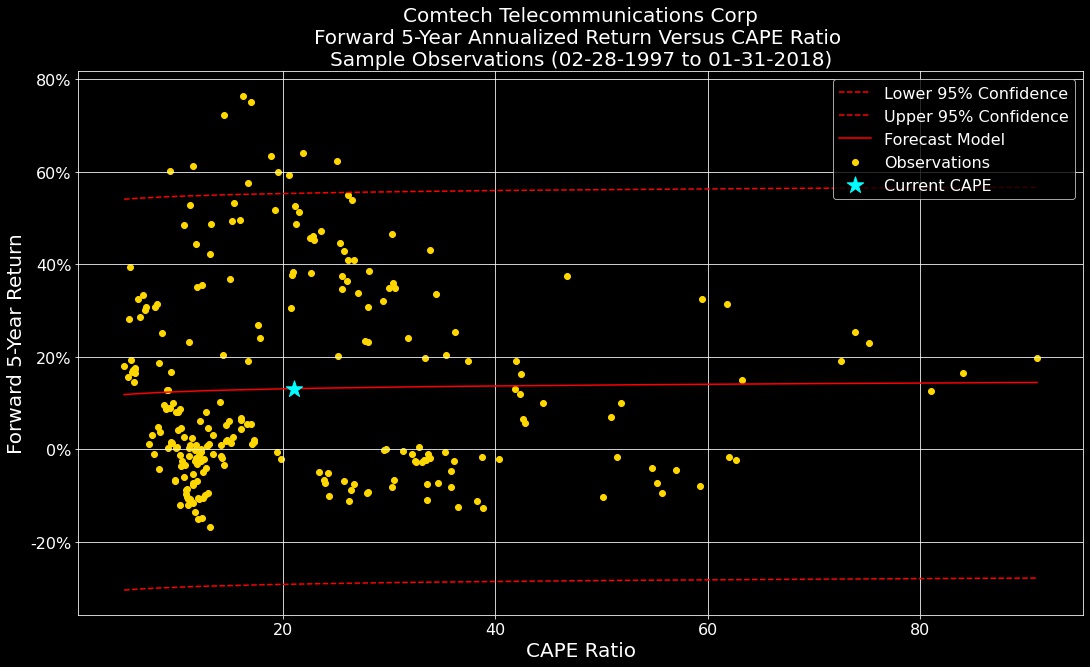 Comtech Telecommunications Corp
Forward 5-Year Annualized Return Versus CAPE Ratio
Sample Observations (02-28-1997 to 01-31-2018)
Lower 95% Confidence
Upper 95% Confidence
Forecast Model
Observations
Current CAPE
Forward 5-Year Return
80%
60%
40%
20%
0%
-20%
20 40 60 80
CAPE Ratio